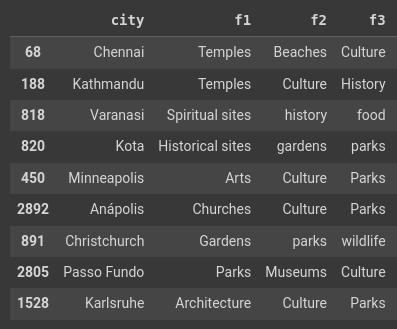 city f1 f2 f3
68 Chennai Temples Beaches Culture
188 Kathmandu Temples Culture History
818 Varanasi Spiritual sites history food
820 Kota Historical sites gardens parks
450 Minneapolis Arts Culture Parks
2892 Anápolis Churches Culture Parks
891 Christchurch Gardens parks wildlife
2805 Passo Fundo Parks Museums Culture
1528 Karlsruhe Architecture Culture Parks